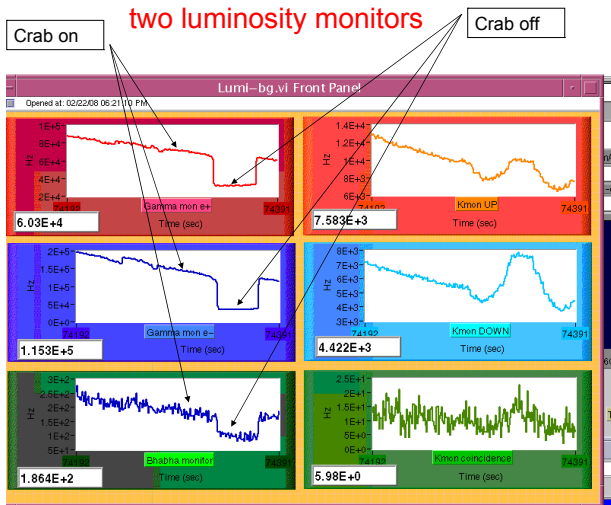 two luminosity monitors
Crab on
Crab off
Lumi-bg.vi Front Panel
Opened at: 02/22/08 06:21:10 PM
1E+5
8E+4
6E+4
4E+4
2E+4
Hz
74192
Gamma mon e+
74391
6.03E+4
Time (sec)
1.4E+4
1.2E+4
1E+4
8E+3
6E+3
Hz
74192
Kmon UP
74391
7.583E+3
Time (sec)
2E+5
1.5E+5
1E+5
5E+4
0E+0
Hz
74192
Gamma mon e-
74391
1.153E+5
Time (sec)
8E+3
7E+3
6E+3
5E+3
4E+3
3E+3
Hz
74192
Kmon DOWN
74391
4.422E+3
Time (sec)
3E+2
3E+2
2E+2
2E+2
1E+2
5E+1
Hz
74192
Bhabha monitor
74391
1.864E+2
Time (sec)
2.5E+1
2E+1
1.5E+1
1E+1
5E+0
0E+0
Hz
74192
Kmon coincidence
74391
5.98E+0
Time (sec)